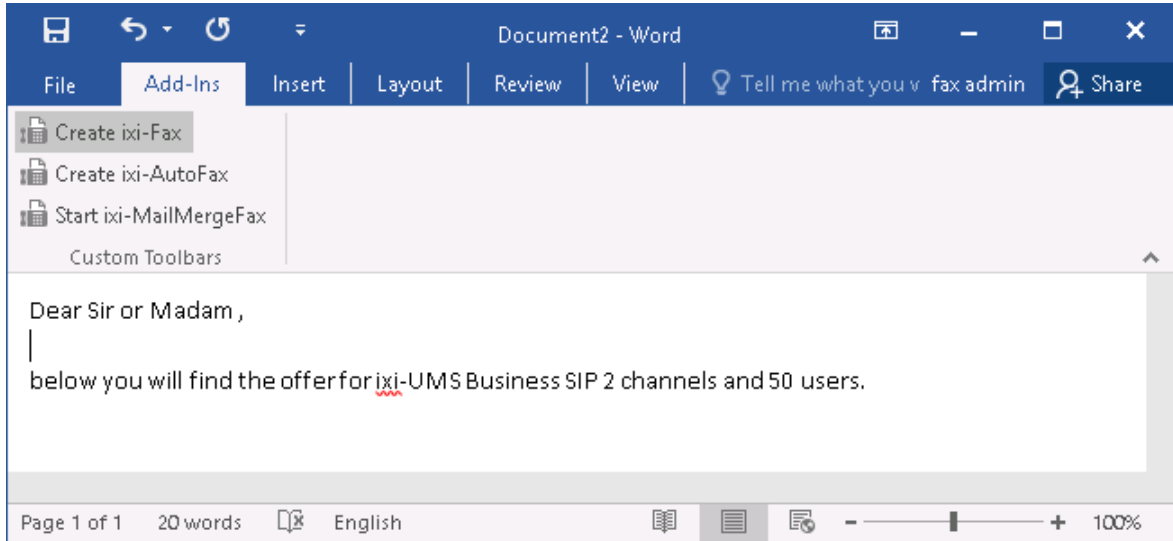 Document2 - Word
File Add-Ins Insert Layout Review View Tell me what you v fax admin Share
Create ixi-Fax
Create ixi-AutoFax
Start ixi-MailMergeFax
Custom Toolbars
Dear Sir or Madam ,
below you will find the offer for ixi-UMS Business SIP 2 channels and 50 users.
Page 1 of 1 20 words English 100%